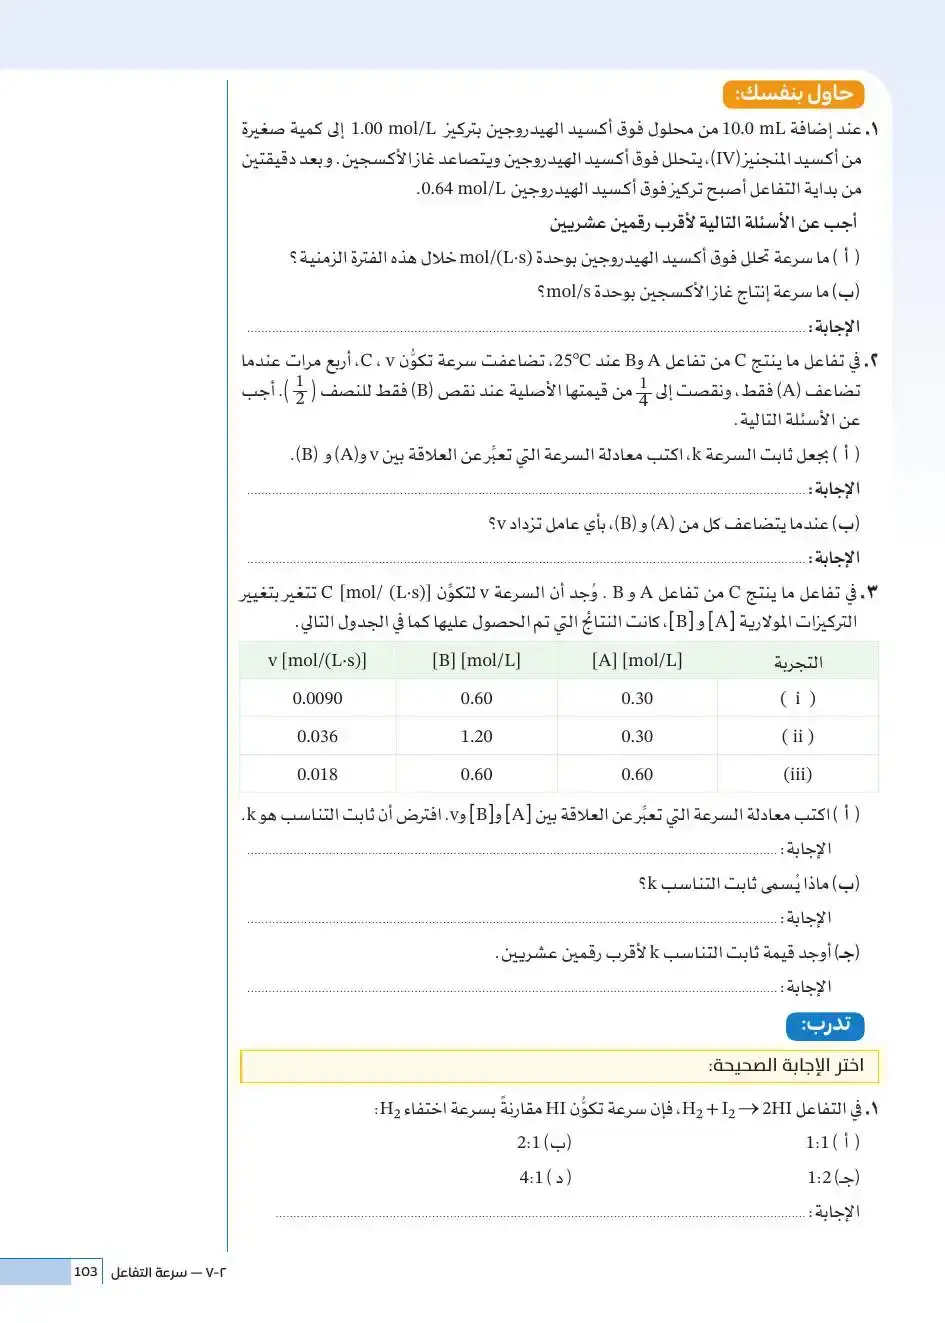 حاول بنفسك:
١. عند إضافة 10.0 mL من محلول فوق أكسيد الهيدروجين بتركيز 1.00 mol/L إلى كمية صغيرة
من أكسيد المنجنيز(IV)، يتحلل فوق أكسيد الهيدروجين ويتصاعد غاز الأكسجين. وبعد دقيقتين
من بداية التفاعل أصبح تركيز فوق أكسيد الهيدروجين 0.64 mol/L.
أجب عن الأسئلة التالية لأقرب رقمين عشريين
( أ ) ما سرعة تحلل فوق أكسيد الهيدروجين بوحدة mol/(L·s) خلال هذه الفترة الزمنية؟
(ب) ما سرعة إنتاج غاز الأكسجين بوحدة mol/s؟
الإجابة: ........................................................
٢. في تفاعل ما ينتج C من تفاعل A وB عند 25°C، تضاعفت سرعة تكوُّن C ، v، أربع مرات عندما
تضاعف (A) فقط، ونقصت إلى 1/4 من قيمتها الأصلية عند نقص (B) فقط للنصف (1/2). أجب
عن الأسئلة التالية.
( أ ) بجعل ثابت السرعة k، اكتب معادلة السرعة التي تعبِّر عن العلاقة بين v و(A) و (B).
الإجابة: ........................................................
(ب) عندما يتضاعف كل من (A) و(B)، بأي عامل تزداد v؟
الإجابة: ........................................................
٣. في تفاعل ما ينتج C من تفاعل A و B . وُجد أن السرعة v لتكوُّن C [mol/ (L·s)] تتغير بتغيير
التركيزات المولارية [A] و[B]، كانت النتائج التي تم الحصول عليها كما في الجدول التالي.
التجربة [A] [mol/L] [B] [mol/L] v [mol/(L·s)]
( i ) 0.30 0.60 0.0090
( ii ) 0.30 1.20 0.036
(iii) 0.60 0.60 0.018
( أ ) اكتب معادلة السرعة التي تعبِّر عن العلاقة بين [A] و[B] وv. افترض أن ثابت التناسب هو k.
الإجابة: ........................................................
(ب) ماذا يُسمى ثابت التناسب k؟
الإجابة: ........................................................
(جـ) أوجد قيمة ثابت التناسب k لأقرب رقمين عشريين.
الإجابة: ........................................................
تدرب:
اختر الإجابة الصحيحة:
١. في التفاعل H₂ + I₂ → 2HI، فإن سرعة تكوُّن HI مقارنةً بسرعة اختفاء H₂:
( أ ) 1:1 (ب) 2:1
(جـ) 1:2 ( د ) 4:1
الإجابة: ........................................................
٢-٧ — سرعة التفاعل 103